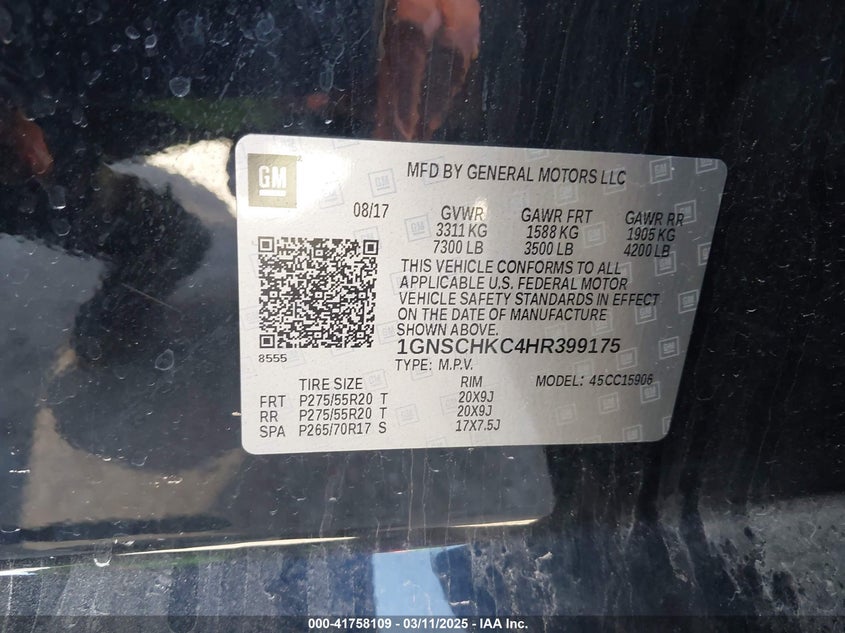 GM
MFD BY GENERAL MOTORS LLC
08/17 GVWR GAWR FRT GAWR RR
3311 KG 1588 KG 1905 KG
7300 LB 3500 LB 4200 LB
THIS VEHICLE CONFORMS TO ALL
APPLICABLE U.S. FEDERAL MOTOR
VEHICLE SAFETY STANDARDS IN EFFECT
ON THE DATE OF MANUFACTURE
SHOWN ABOVE.
8555
1GNSCHKC4HR399175
TYPE: M.P.V. MODEL: 45CC15906
TIRE SIZE RIM
FRT P275/55R20 T 20X9J
RR P275/55R20 T 20X9J
SPA P265/70R17 S 17X7.5J
000-41758109 - 03/11/2025 - IAA Inc.